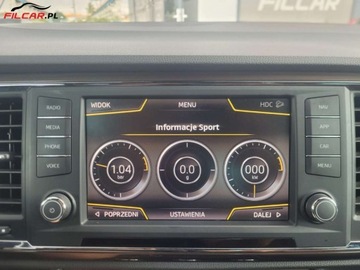 FILCAR.PL
FILCAR
RADIO
MEDIA
PHONE
VOICE
WIDOK
MENU
HDC
Informacje Sport
1.04
bar
0.0
g
000
kW
POPRZEDNI
USTAWIENIA
DALEJ
NAV
APP
CAR
MENU